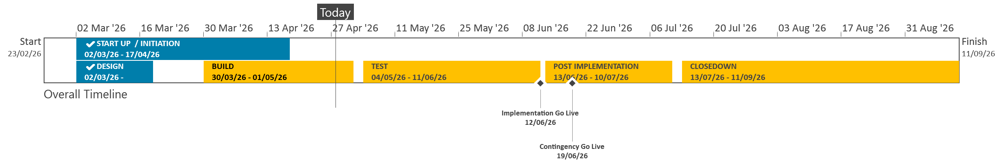 Today
02 Mar '26 16 Mar '26 30 Mar '26 13 Apr '26 27 Apr '26 11 May '26 25 May '26 08 Jun '26 22 Jun '26 06 Jul '26 20 Jul '26 03 Aug '26 17 Aug '26 31 Aug '26
Start
23/02/26
START UP / INITIATION
02/03/26 - 17/04/26
Finish
11/09/26
DESIGN
02/03/26 -
BUILD
30/03/26 - 01/05/26
TEST
04/05/26 - 11/06/26
POST IMPLEMENTATION
13/06/26 - 10/07/26
CLOSEDOWN
13/07/26 - 11/09/26
Overall Timeline
Implementation Go Live
12/06/26
Contingency Go Live
19/06/26